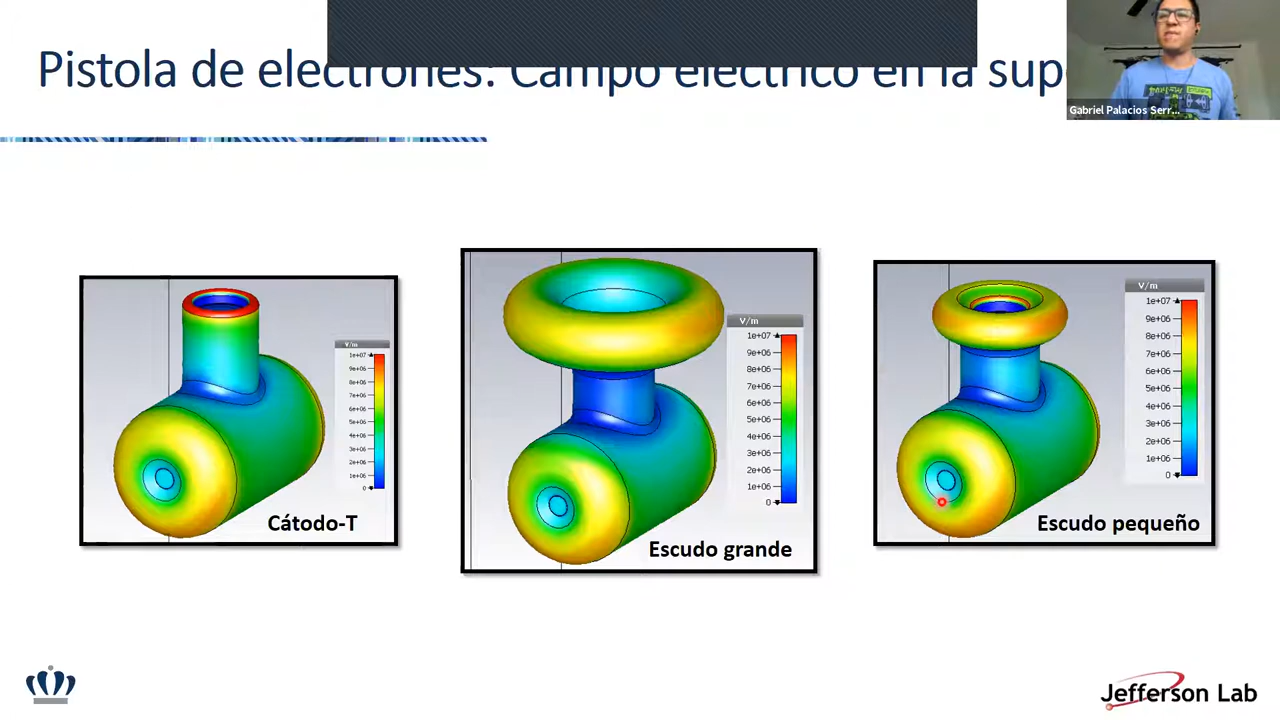 Pistola de electrones: Campo eléctrico en la
Gabriel Palacios Serr...
V/m
1e+07
9e+06
8e+06
7e+06
6e+06
5e+06
4e+06
3e+06
2e+06
1e+06
0
Cátodo-T
V/m
1e+07
9e+06
8e+06
7e+06
6e+06
5e+06
4e+06
3e+06
2e+06
1e+06
0
Escudo grande
V/m
1e+07
9e+06
8e+06
7e+06
6e+06
5e+06
4e+06
3e+06
2e+06
1e+06
0
Escudo pequeño
Jefferson Lab